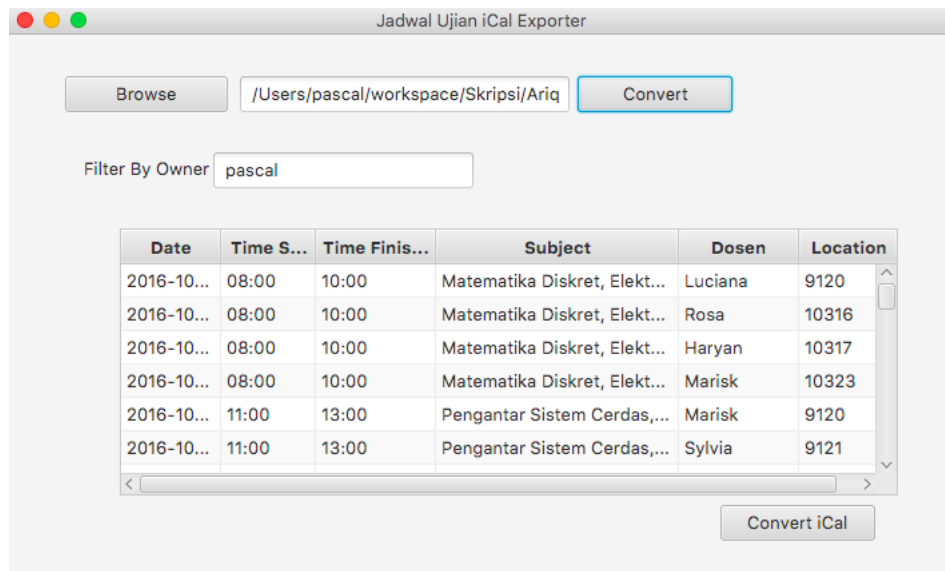 Jadwal Ujian iCal Exporter
Browse /Users/pascal/workspace/Skripsi/Ariq Convert
Filter By Owner pascal
Date Time S... Time Finis... Subject Dosen Location
2016-10... 08:00 10:00 Matematika Diskret, Elekt... Luciana 9120
2016-10... 08:00 10:00 Matematika Diskret, Elekt... Rosa 10316
2016-10... 08:00 10:00 Matematika Diskret, Elekt... Haryan 10317
2016-10... 08:00 10:00 Matematika Diskret, Elekt... Marisk 10323
2016-10... 11:00 13:00 Pengantar Sistem Cerdas,... Marisk 9120
2016-10... 11:00 13:00 Pengantar Sistem Cerdas,... Sylvia 9121
Convert iCal